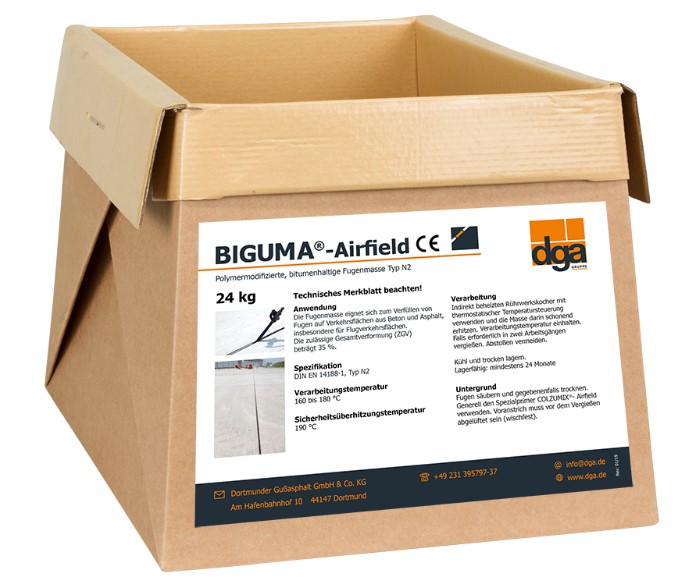 BIGUMA®-Airfield CE
Polymermodifizierte, bitumenhaltige Fugenmasse Typ N2
dga
GRUPPE
24 kg
Technisches Merkblatt beachten!
Anwendung
Die Fugenmasse eignet sich zum Verfüllen von
Fugen auf Verkehrsflächen aus Beton und Asphalt,
insbesondere für Flugverkehrsflächen.
Die zulässige Gesamtverformung (ZGV)
beträgt 35 %.
Spezifikation
DIN EN 14188-1, Typ N2
Verarbeitungstemperatur
160 bis 180 °C
Sicherheitsüberhitzungstemperatur
190 °C
Verarbeitung
Indirekt beheizten Rührwerkskocher mit
thermostatischer Temperatursteuerung
verwenden und die Masse darin schonend
erhitzen. Verarbeitungstemperatur einhalten.
Falls erforderlich in zwei Arbeitsgängen
vergießen. Abstoßen vermeiden.
Kühl und trocken lagern.
Lagerfähig: mindestens 24 Monate
Untergrund
Fugen säubern und gegebenenfalls trocknen.
Generell den Spezialprimer COLZUMIX®- Airfield
verwenden. Voranstrich muss vor dem Vergießen
abgelüftet sein (wischfest).
Dortmunder Gußasphalt GmbH & Co. KG
Am Hafenbahnhof 10 44147 Dortmund
+49 231 395797-37
@ info@dga.de
www.dga.de
Rev. 01/19